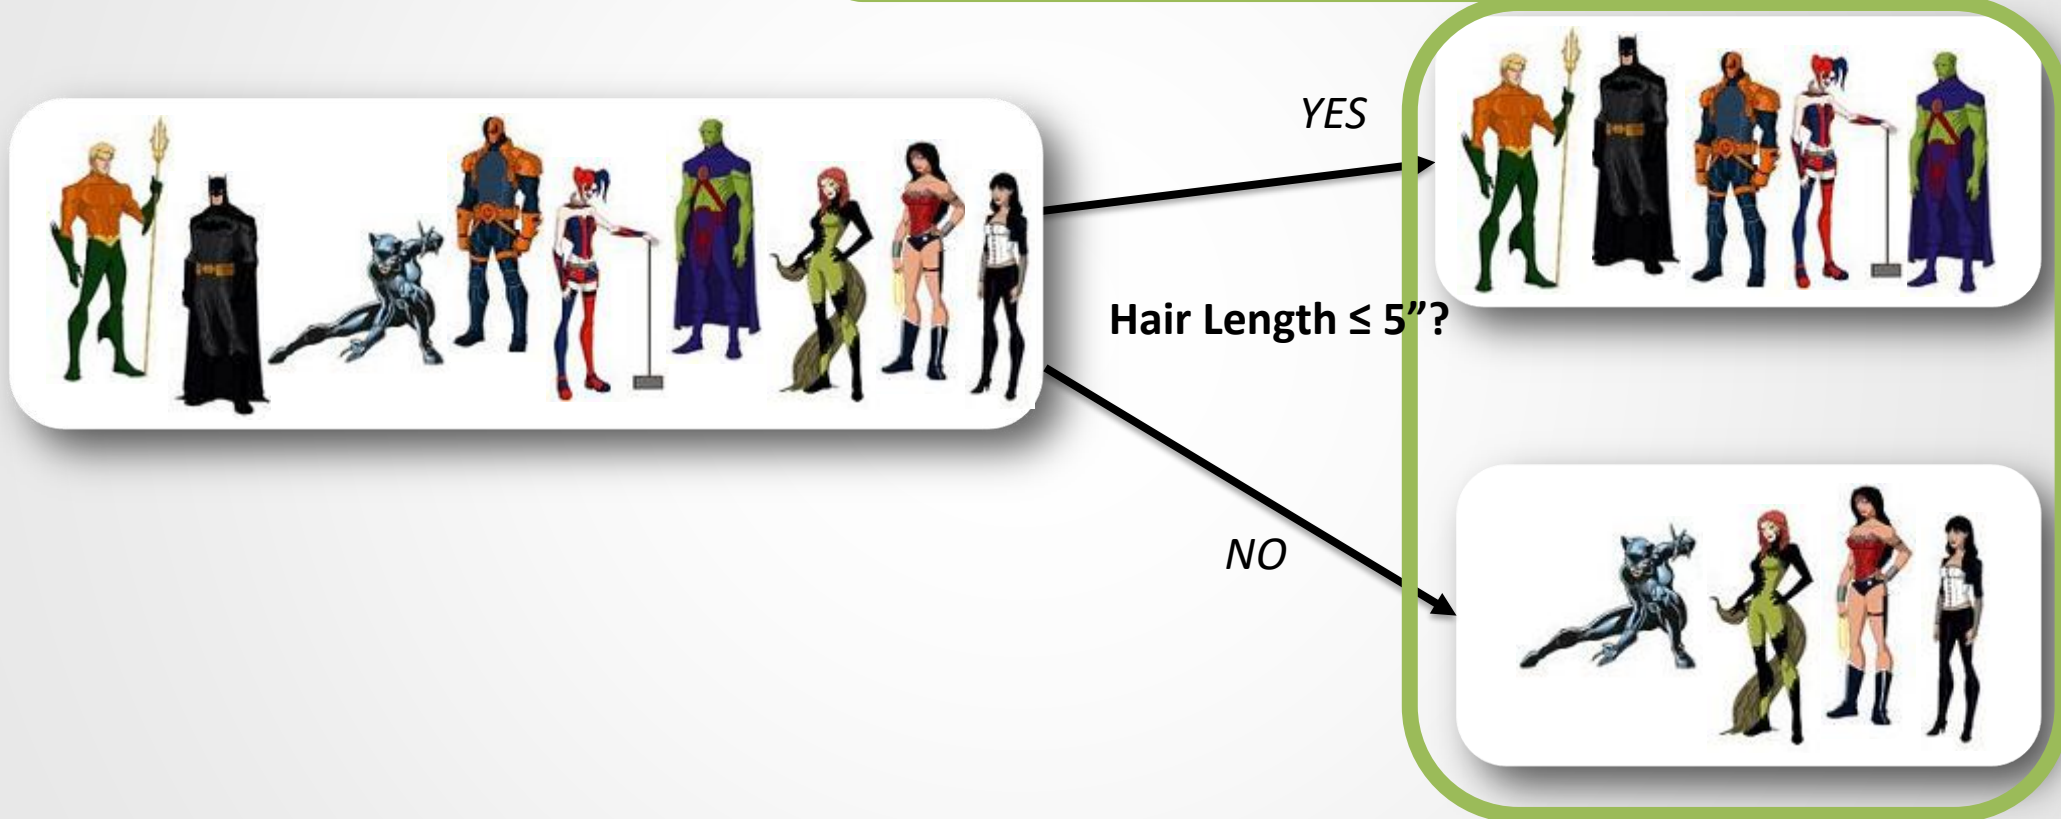 YES
Hair Length ≤ 5”?
NO